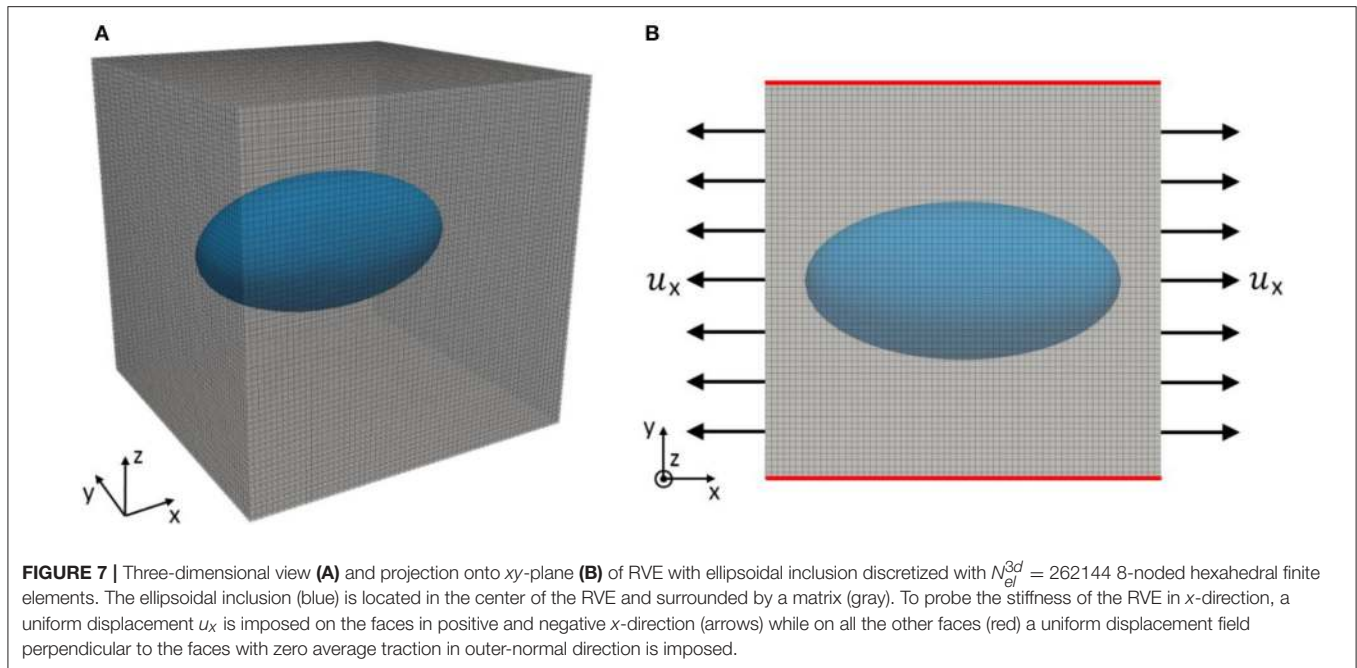 A
B
z
y
x
u_x
u_x
y
z
x
FIGURE 7 | Three-dimensional view (A) and projection onto xy-plane (B) of RVE with ellipsoidal inclusion discretized with N_{el}^{3d} = 262144 8-noded hexahedral finite
elements. The ellipsoidal inclusion (blue) is located in the center of the RVE and surrounded by a matrix (gray). To probe the stiffness of the RVE in x-direction, a
uniform displacement u_x is imposed on the faces in positive and negative x-direction (arrows) while on all the other faces (red) a uniform displacement field
perpendicular to the faces with zero average traction in outer-normal direction is imposed.